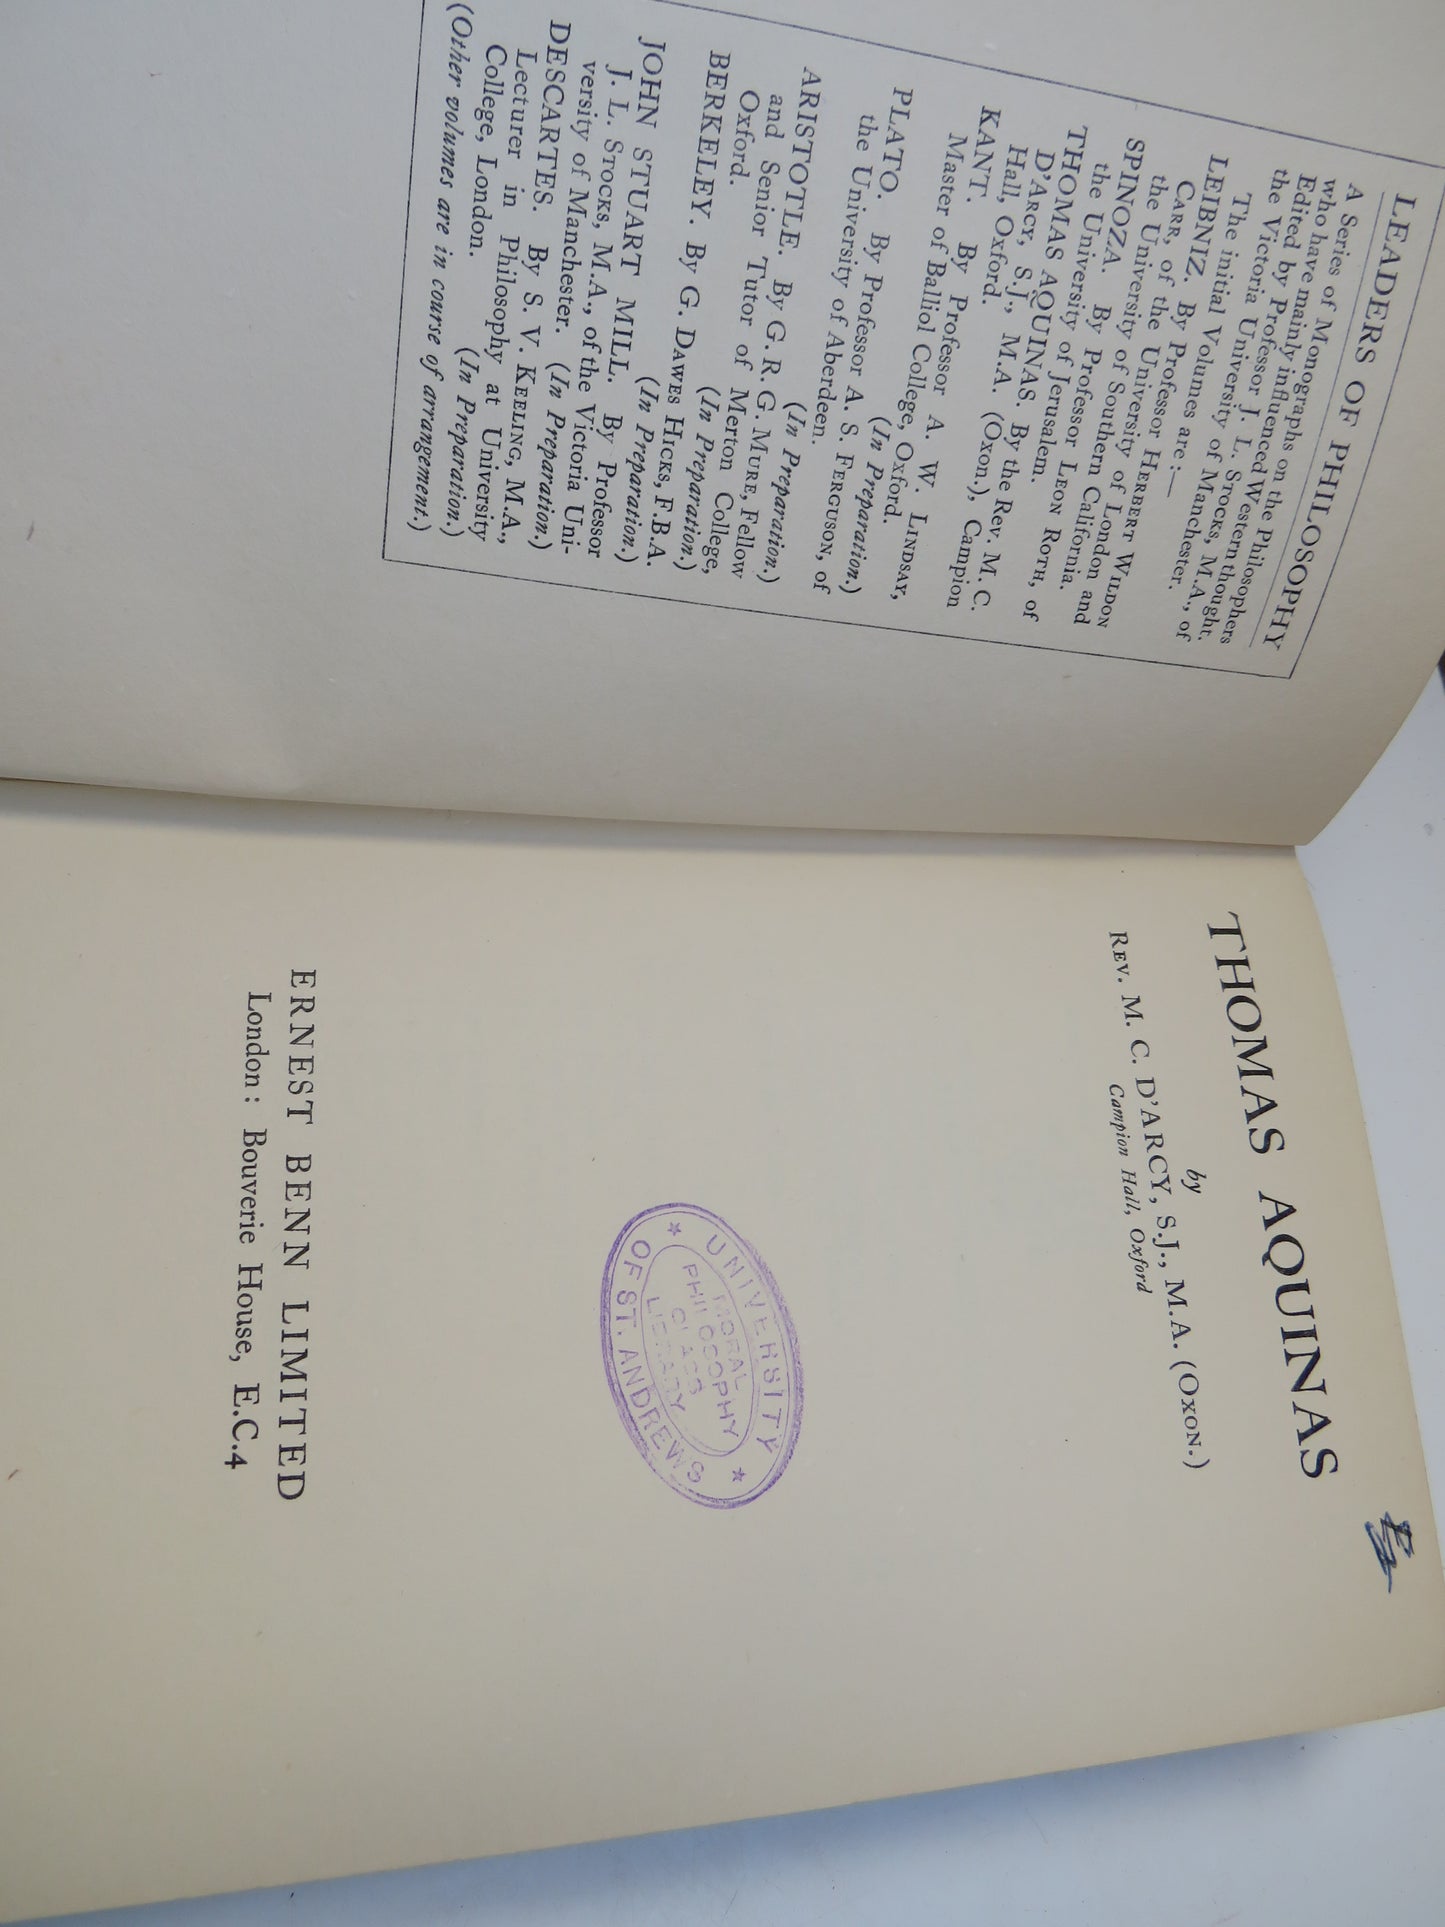 LEADERS OF PHILOSOPHY
A Series of Monographs on the Philosophers
who have mainly influenced Western thought.
Edited by Professor J. L. STOCKS, M.A., of
the Victoria University of Manchester.
The initial Volumes are:—
LEIBNIZ. By Professor HERBERT WILDON
CARR, of the University of London and
the University of Southern California.
SPINOZA. By Professor LEON ROTH, of
the University of Jerusalem.
THOMAS AQUINAS. By the Rev. M. C.
D'ARCY, S.J., M.A. (Oxon.), Campion
Hall, Oxford.
KANT. By Professor A. W. LINDSAY,
Master of Balliol College, Oxford.
(In Preparation.)
PLATO. By Professor A. S. FERGUSON, of
the University of Aberdeen.
(In Preparation.)
ARISTOTLE. By G. R. G. MURE, Fellow
and Senior Tutor of Merton College,
Oxford. (In Preparation.)
BERKELEY. By G. DAWES HICKS, F.B.A.
(In Preparation.)
JOHN STUART MILL. By Professor
J. L. STOCKS, M.A., of the Victoria Uni-
versity of Manchester. (In Preparation.)
DESCARTES. By S. V. KEELING, M.A.,
Lecturer in Philosophy at University
College, London. (In Preparation.)
(Other volumes are in course of arrangement.)
THOMAS AQUINAS
by
REV. M. C. D'ARCY, S.J., M.A. (OXON.)
Campion Hall, Oxford
UNIVERSITY
MORAL
PHILOSOPHY
CLASS
LIBRARY
OF ST. ANDREWS
ERNEST BENN LIMITED
London: Bouverie House, E.C.4